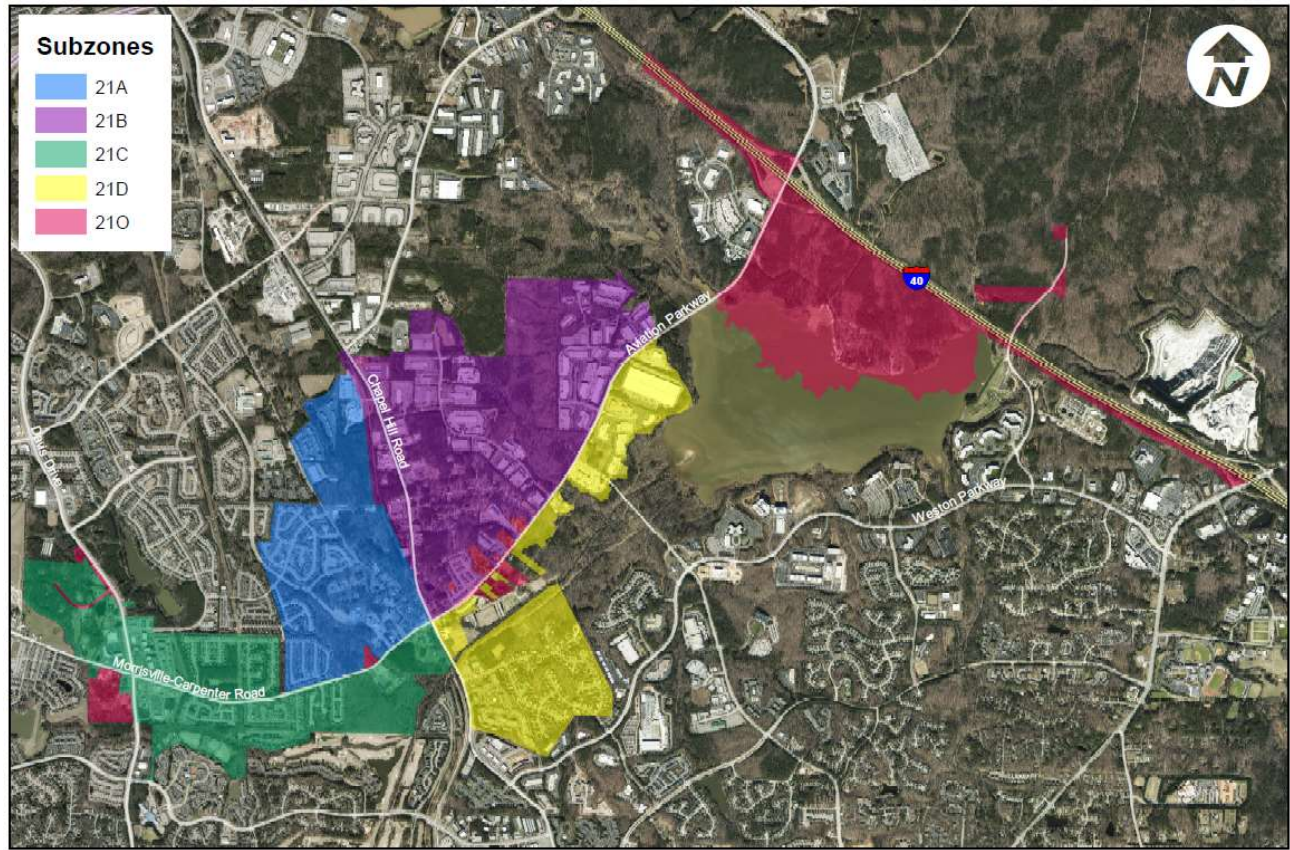 Subzones
21A
21B
21C
21D
21O
N
40
Aviation Parkway
Chapel Hill Road
Davis Drive
Weston Parkway
Morrisville-Carpenter Road